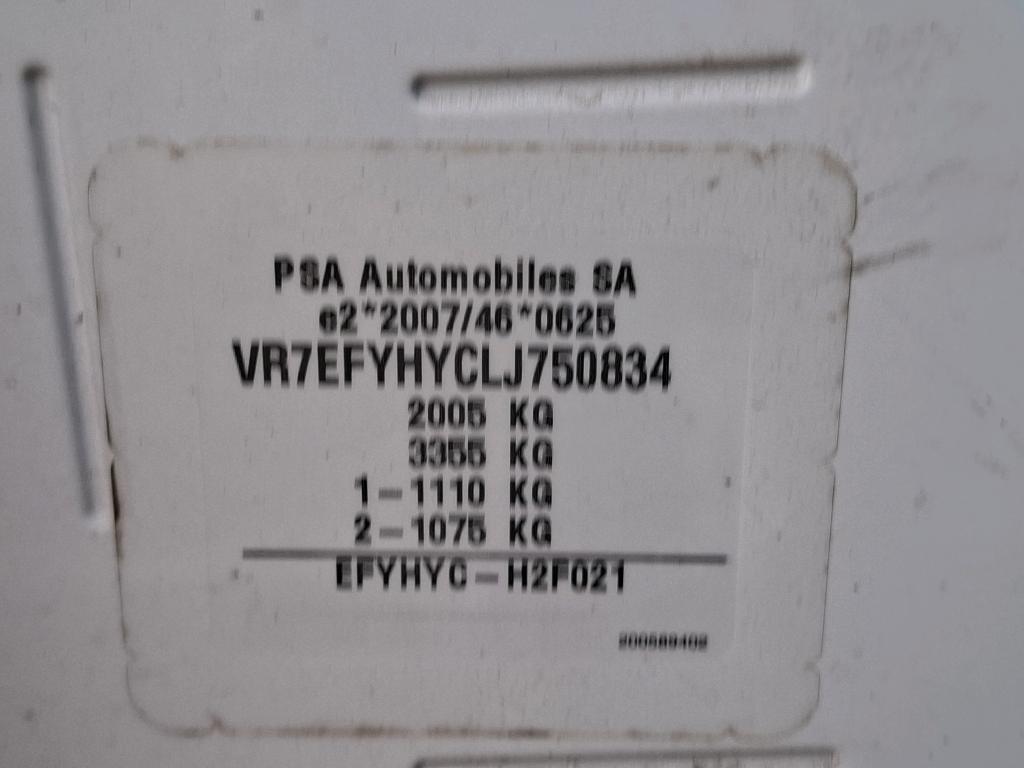 PSA Automobiles SA
e2*2007/46*0625
VR7EFYHYCLJ750834
2005 KG
3355 KG
1-1110 KG
2-1075 KG
EFYHYC-H2F021